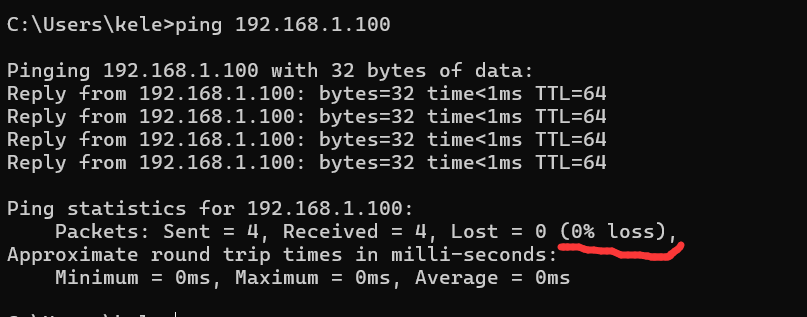 C:\Users\kele>ping 192.168.1.100
Pinging 192.168.1.100 with 32 bytes of data:
Reply from 192.168.1.100: bytes=32 time<1ms TTL=64
Reply from 192.168.1.100: bytes=32 time<1ms TTL=64
Reply from 192.168.1.100: bytes=32 time<1ms TTL=64
Reply from 192.168.1.100: bytes=32 time<1ms TTL=64
Ping statistics for 192.168.1.100:
Packets: Sent = 4, Received = 4, Lost = 0 (0% loss),
Approximate round trip times in milli-seconds:
Minimum = 0ms, Maximum = 0ms, Average = 0ms